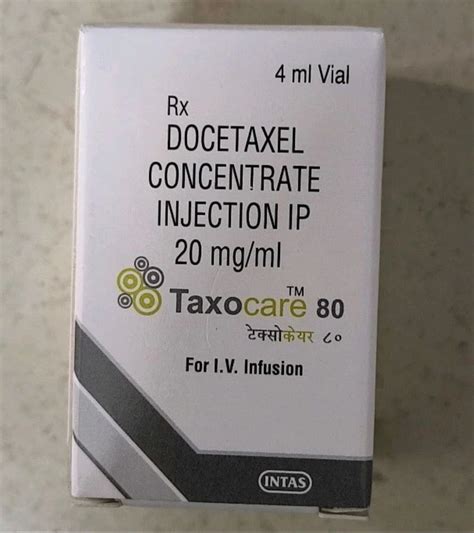 4 ml Vial
Rx
DOCETAXEL
CONCENTRATE
INJECTION IP
20 mg/ml
Taxocare™ 80
टेक्सोकेयर ८०
For I.V. Infusion
INTAS